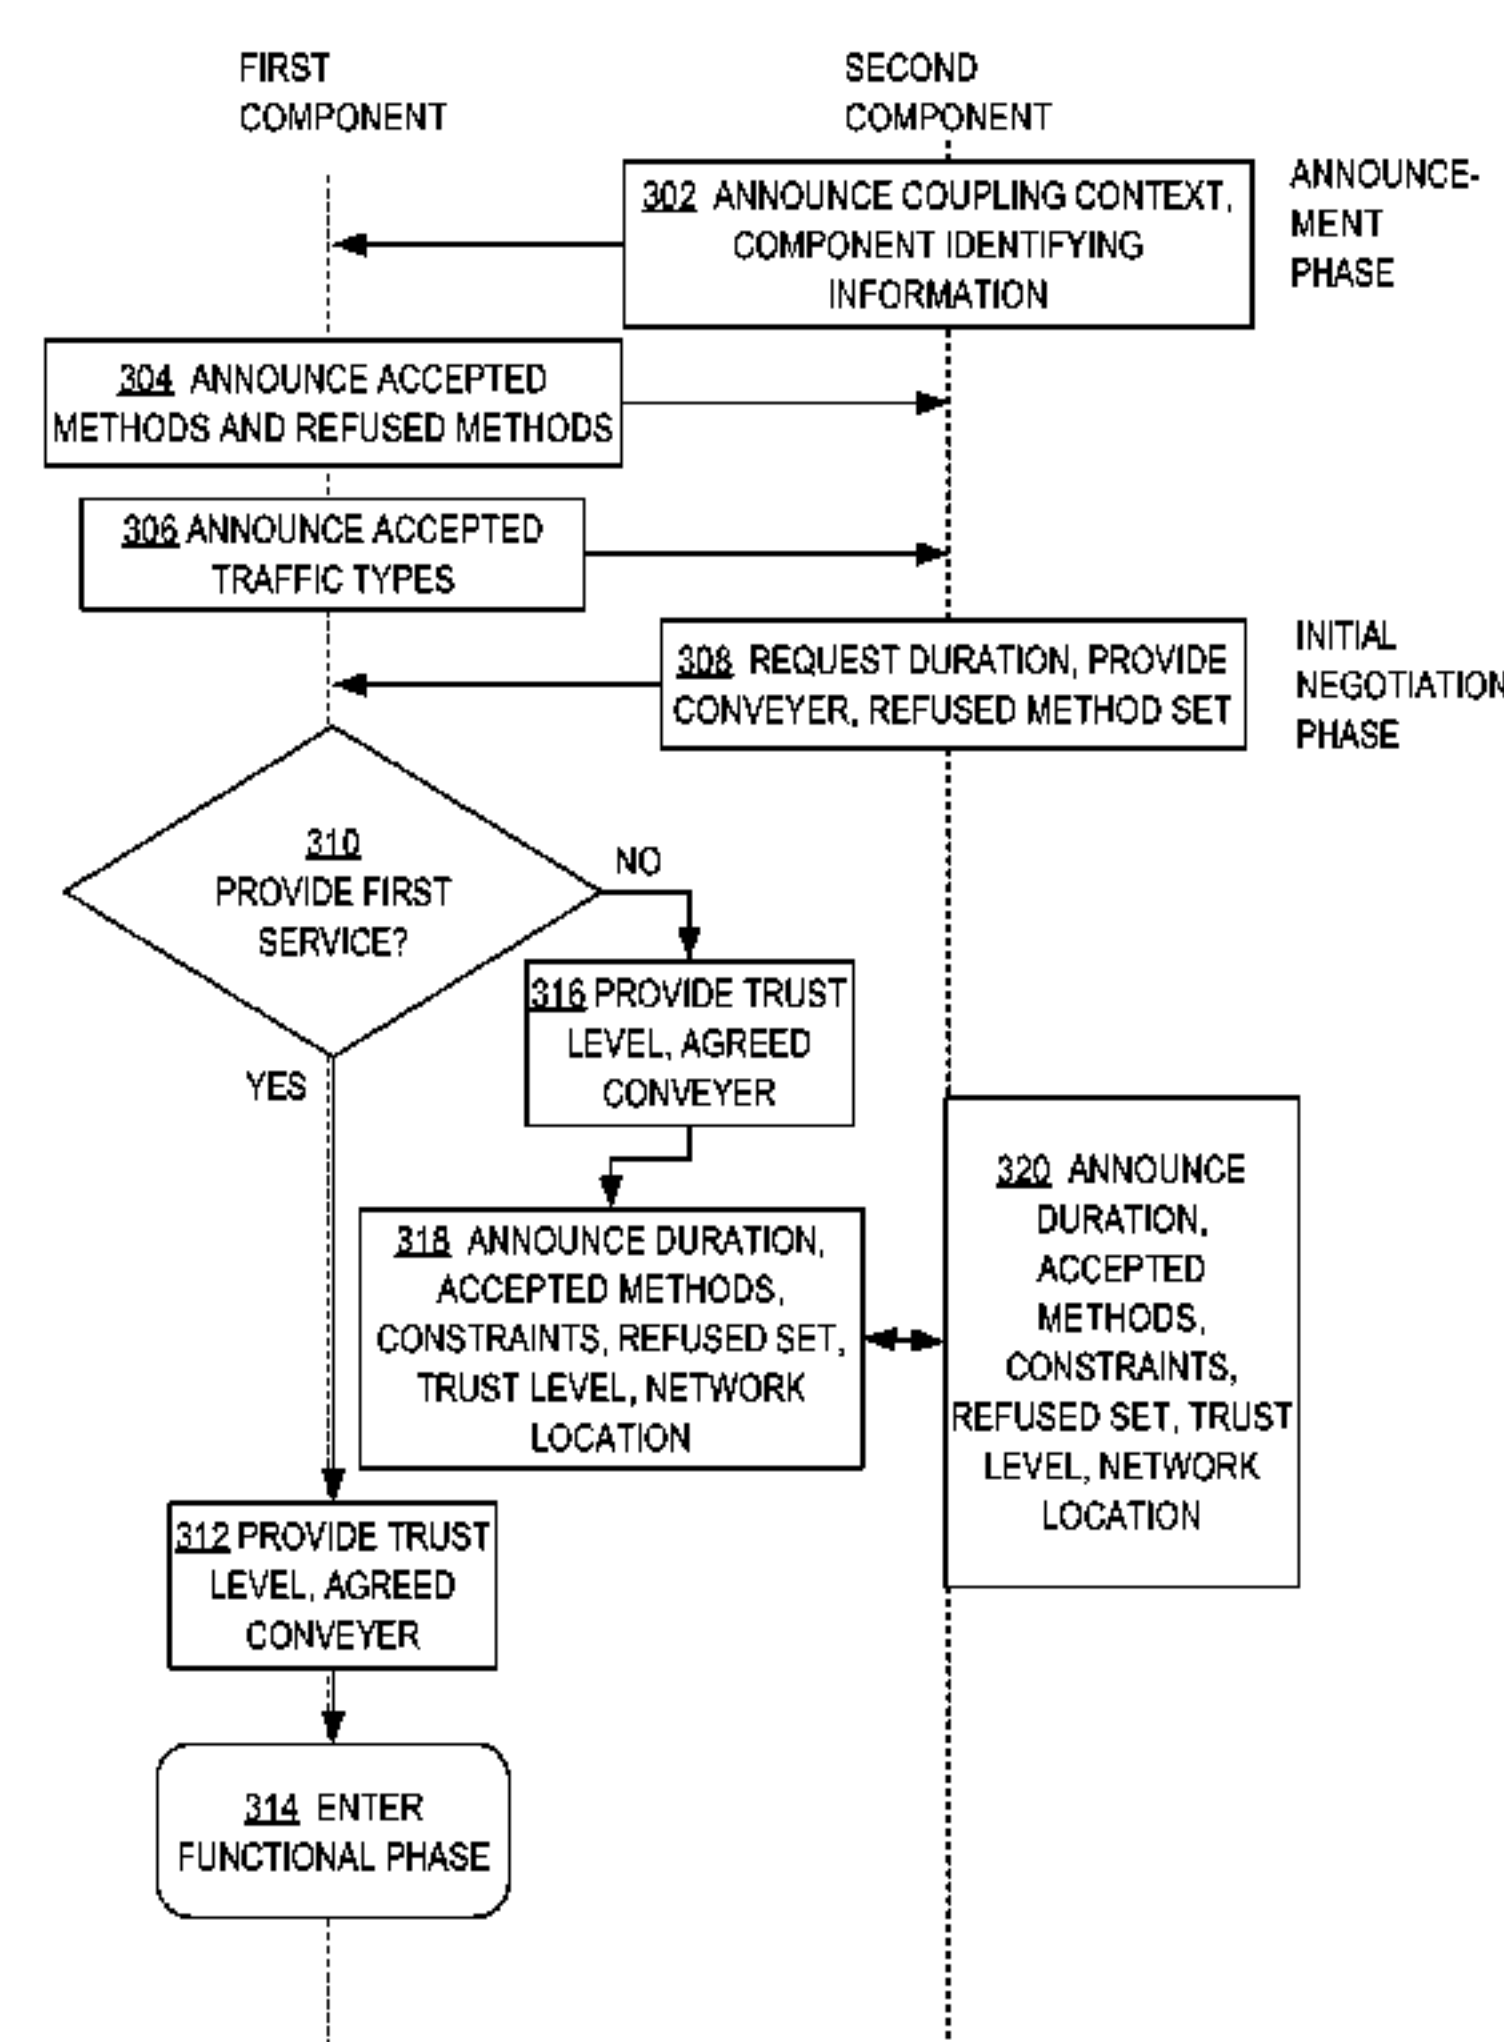 FIRST
COMPONENT
SECOND
COMPONENT
302 ANNOUNCE COUPLING CONTEXT,
COMPONENT IDENTIFYING
INFORMATION
ANNOUNCE-
MENT
PHASE
304 ANNOUNCE ACCEPTED
METHODS AND REFUSED METHODS
306 ANNOUNCE ACCEPTED
TRAFFIC TYPES
308 REQUEST DURATION, PROVIDE
CONVEYER, REFUSED METHOD SET
INITIAL
NEGOTIATION
PHASE
310
PROVIDE FIRST
SERVICE?
NO
YES
316 PROVIDE TRUST
LEVEL, AGREED
CONVEYER
318 ANNOUNCE DURATION,
ACCEPTED METHODS,
CONSTRAINTS, REFUSED SET,
TRUST LEVEL, NETWORK
LOCATION
320 ANNOUNCE
DURATION,
ACCEPTED
METHODS,
CONSTRAINTS,
REFUSED SET, TRUST
LEVEL, NETWORK
LOCATION
312 PROVIDE TRUST
LEVEL, AGREED
CONVEYER
314 ENTER
FUNCTIONAL PHASE